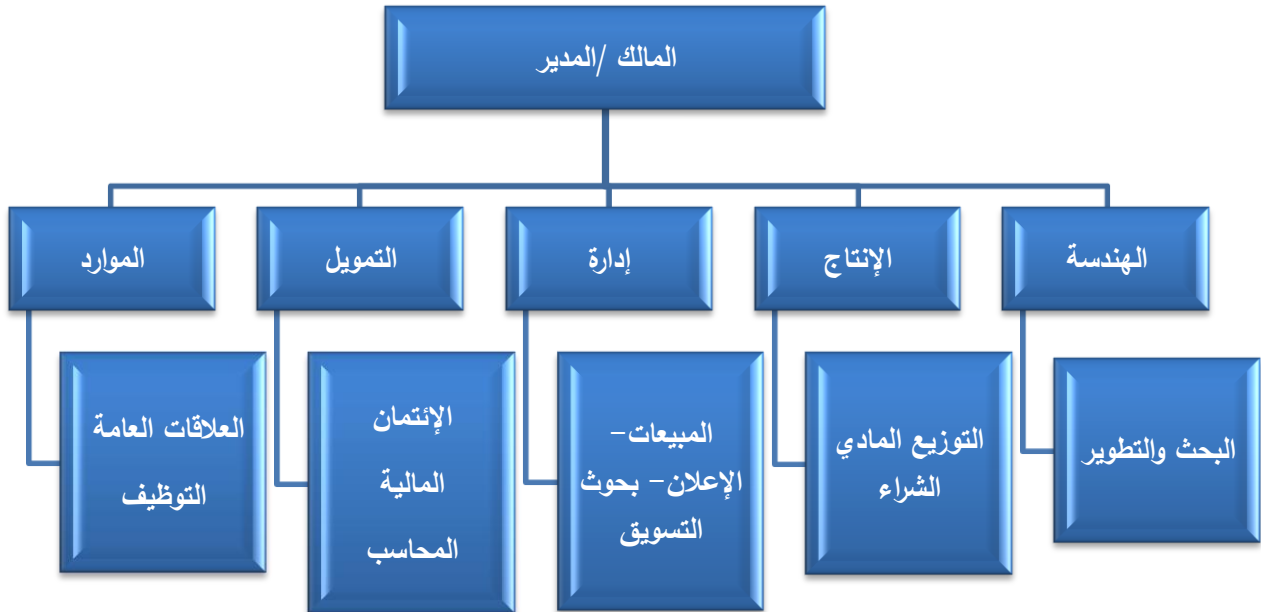 المالك /المدير
الهندسة
الإنتاج
إدارة
التمويل
الموارد
البحث والتطوير
التوزيع المادي
الشراء
المبيعات-
الإعلان- بحوث
التسويق
الإئتمان
المالية
المحاسب
العلاقات العامة
التوظيف